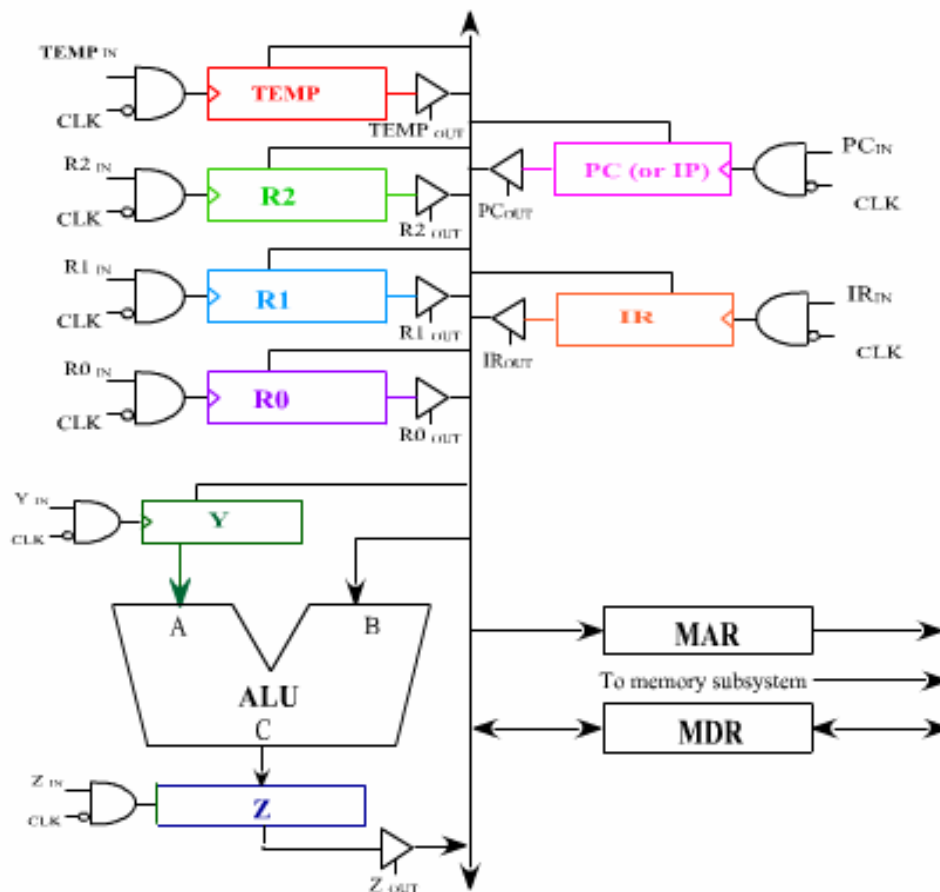 TEMP IN
CLK
TEMP
TEMP OUT
R2 IN
CLK
R2
R2 OUT
PC OUT
PC (or IP)
PC IN
CLK
R1 IN
CLK
R1
R1 OUT
IR OUT
IR
IR IN
CLK
R0 IN
CLK
R0
R0 OUT
Y IN
CLK
Y
A
B
ALU
C
MAR
To memory subsystem
MDR
Z IN
CLK
Z
Z OUT